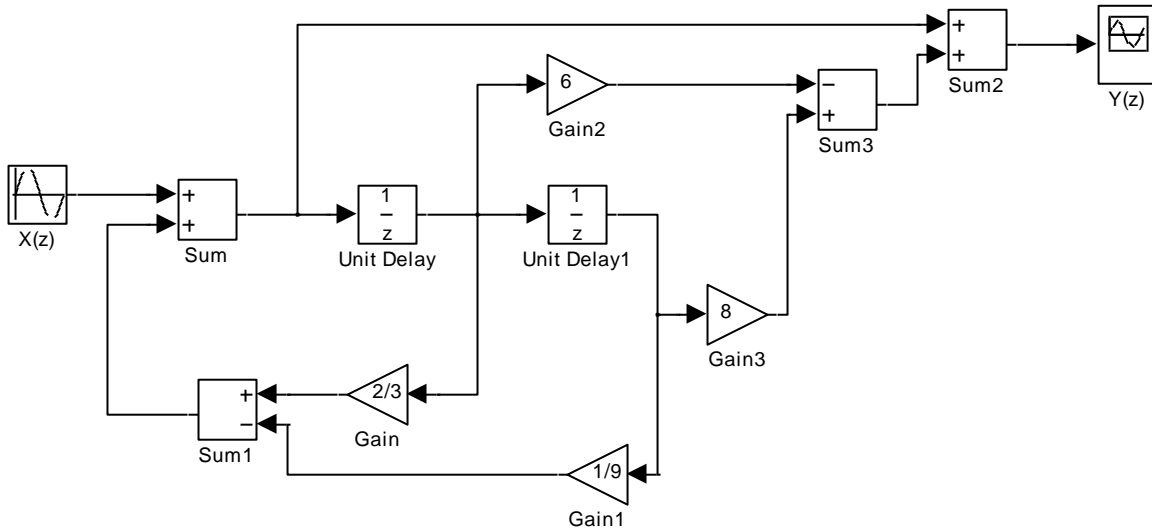 +
+
Sum2
Y(z)
6
Gain2
−
+
Sum3
X(z)
+
+
Sum
1
z
Unit Delay
1
z
Unit Delay1
8
Gain3
+
−
Sum1
2/3
Gain
1/9
Gain1